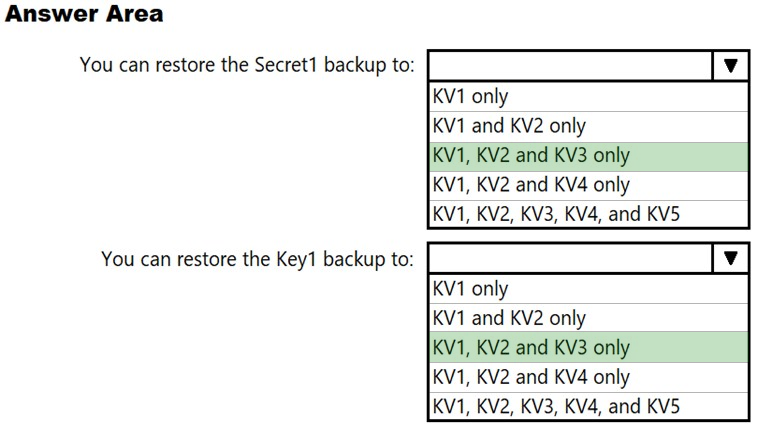 Answer Area
You can restore the Secret1 backup to:
KV1 only
KV1 and KV2 only
KV1, KV2 and KV3 only
KV1, KV2 and KV4 only
KV1, KV2, KV3, KV4, and KV5
You can restore the Key1 backup to:
KV1 only
KV1 and KV2 only
KV1, KV2 and KV3 only
KV1, KV2 and KV4 only
KV1, KV2, KV3, KV4, and KV5